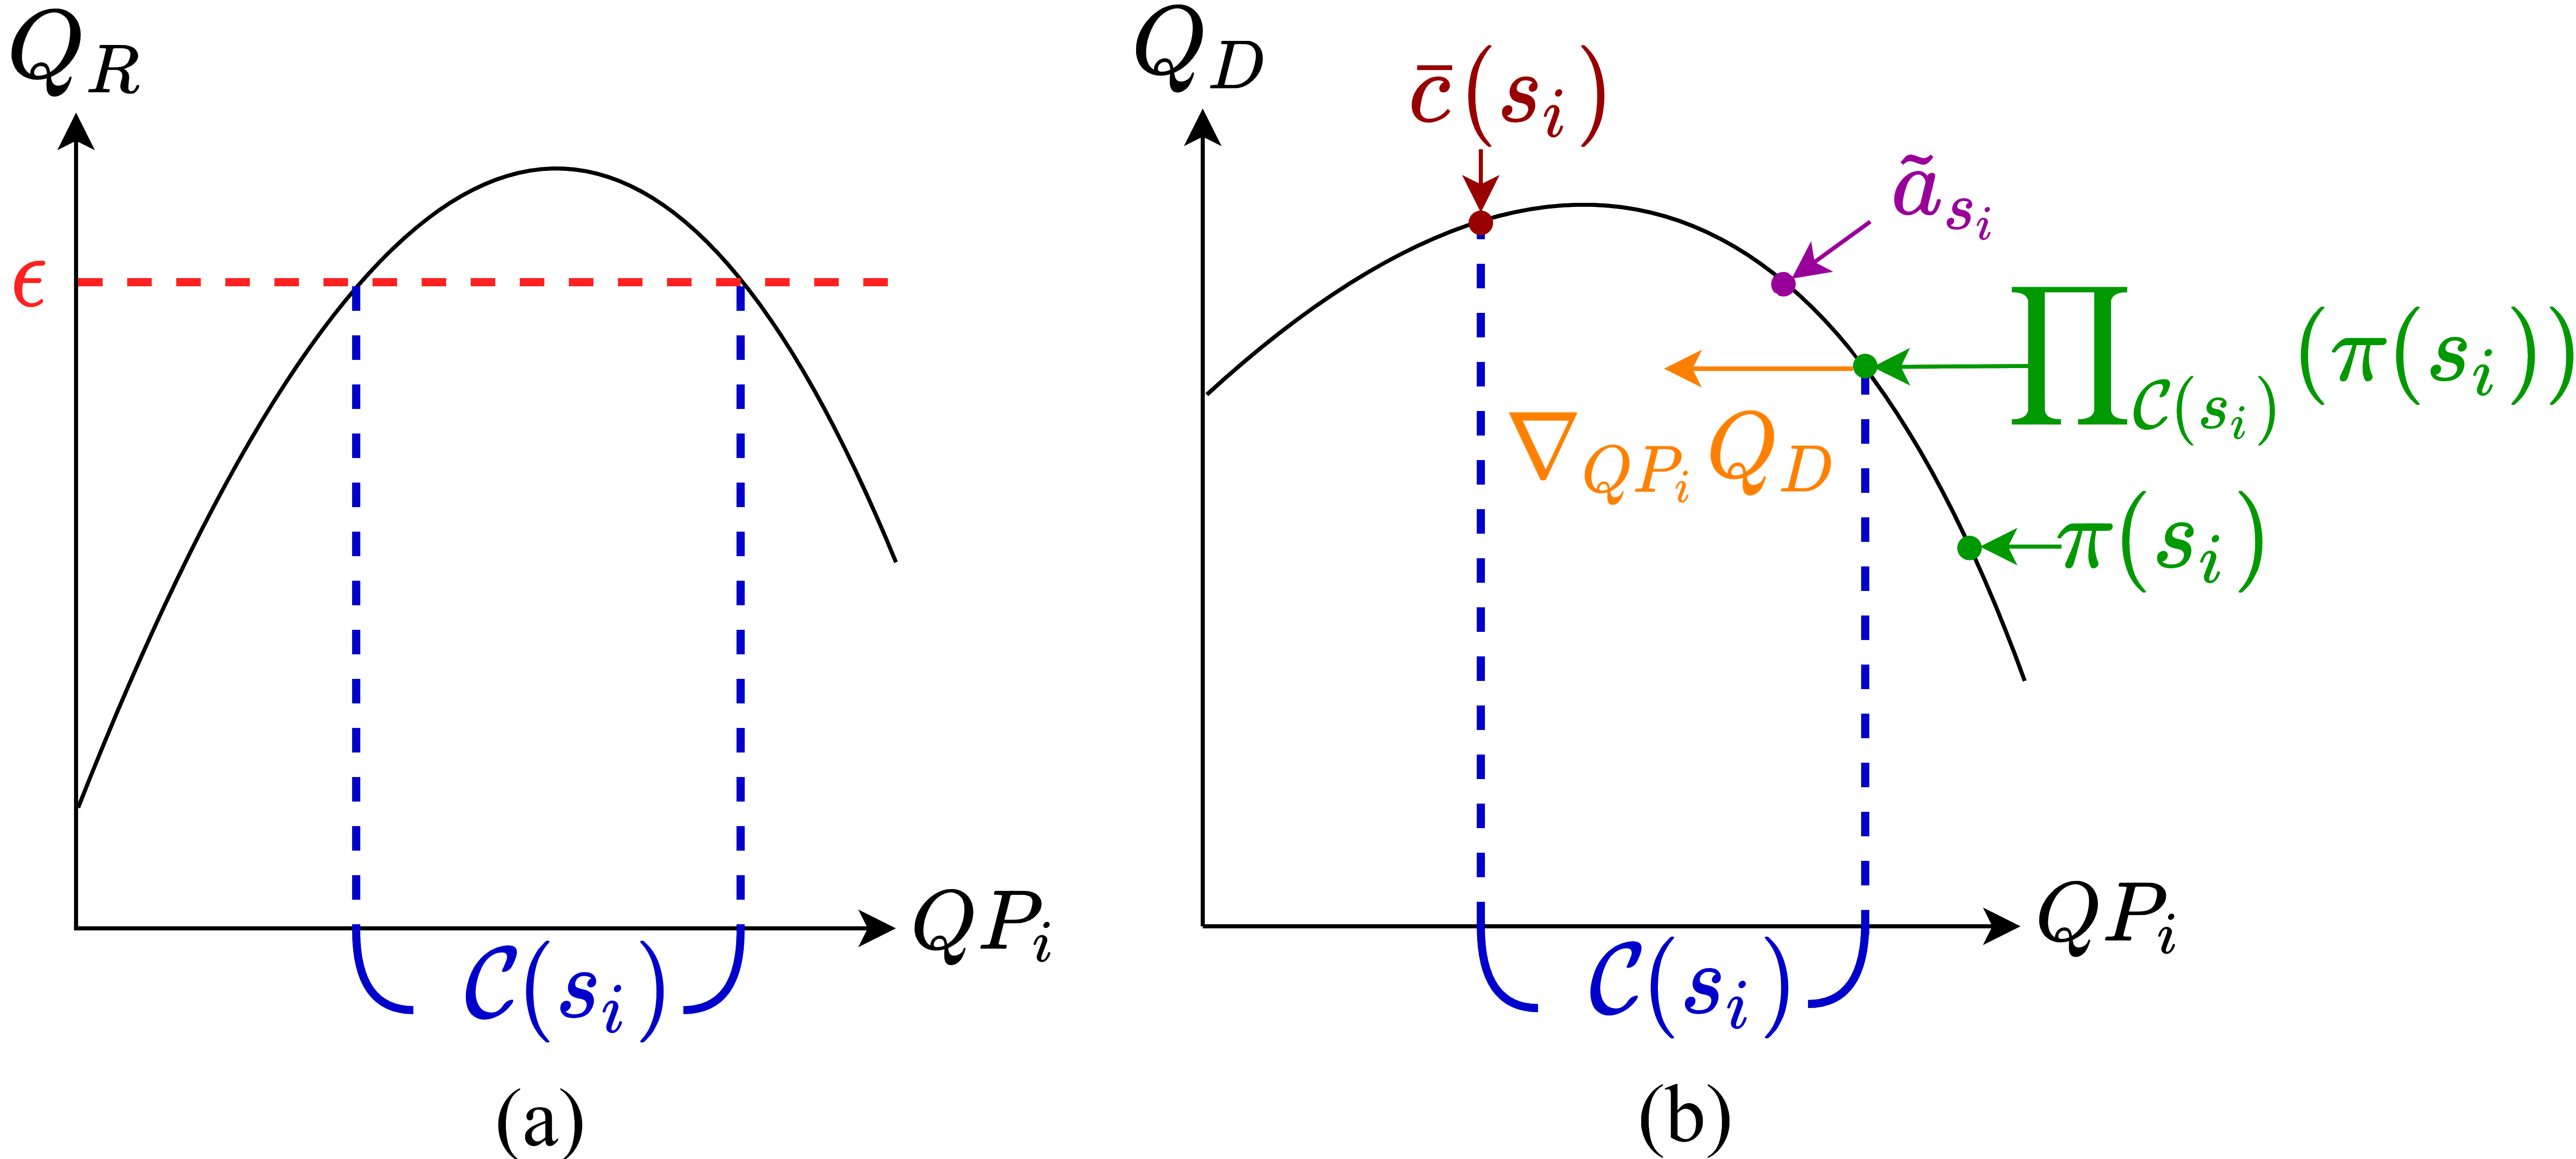 Q_R
ϵ
QP_i
𝒞(s_i)
(a)
Q_D
c̄(s_i)
ã_{s_i}
∏_{𝒞(s_i)}(π(s_i))
∇_{QP_i}Q_D
π(s_i)
QP_i
𝒞(s_i)
(b)